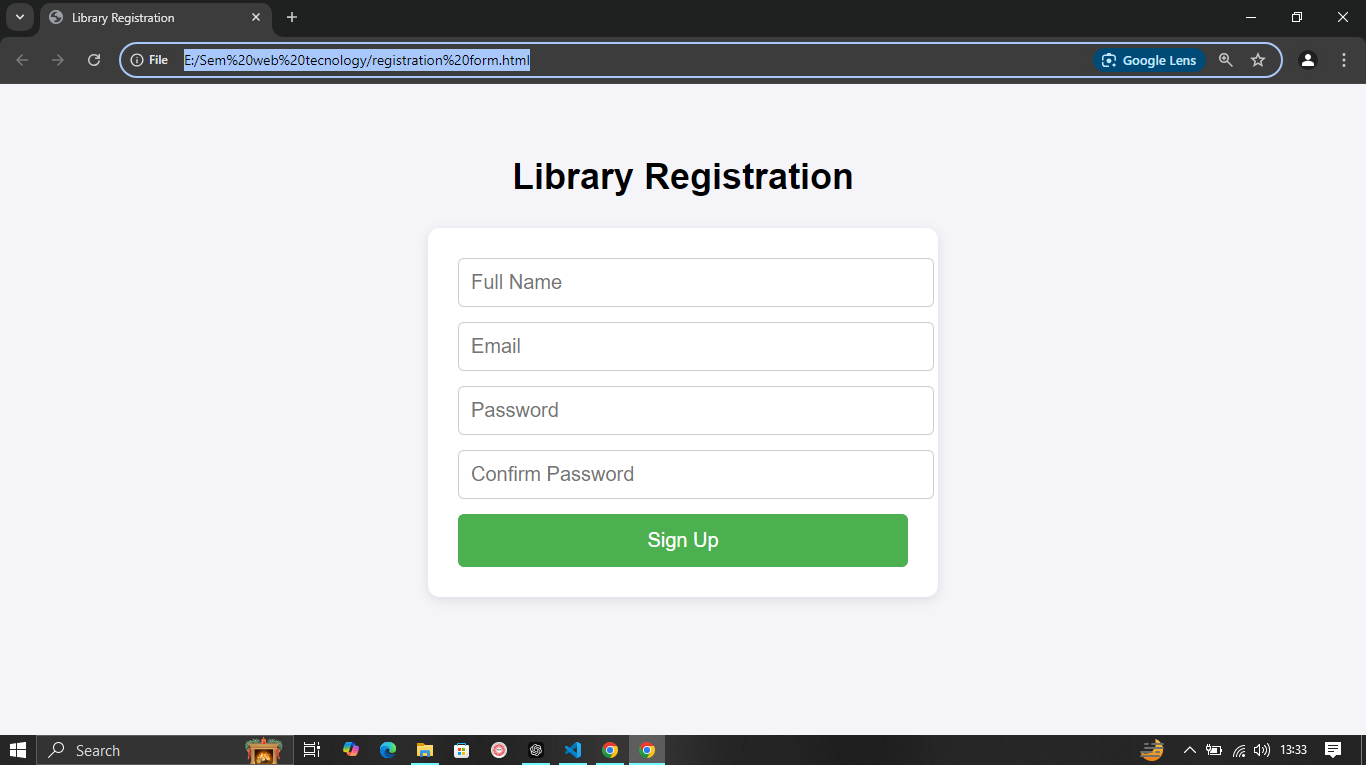 Library Registration
File
E:/Sem%20web%20tecnology/registration%20form.html
Google Lens
Library Registration
Full Name
Email
Password
Confirm Password
Sign Up
Search
13:33